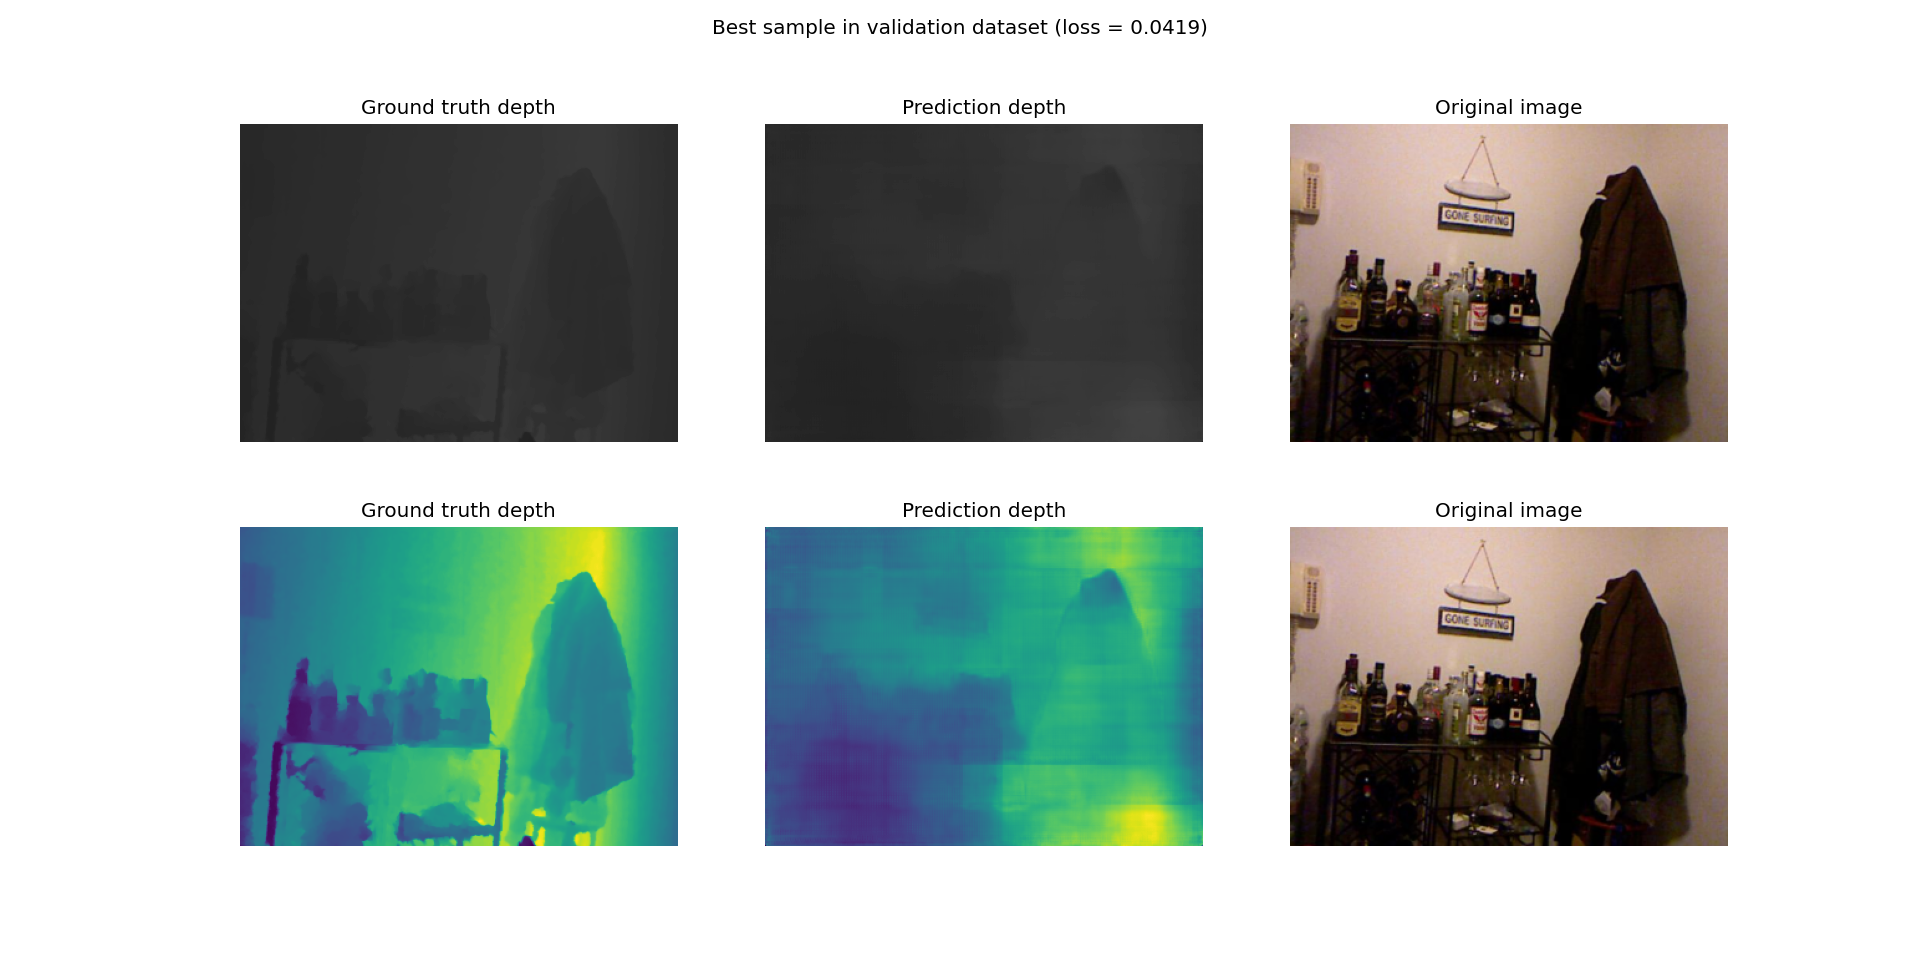 Best sample in validation dataset (loss = 0.0419)
Ground truth depth
Prediction depth
Original image
GONE SURFING
Ground truth depth
Prediction depth
Original image
GONE SURFING